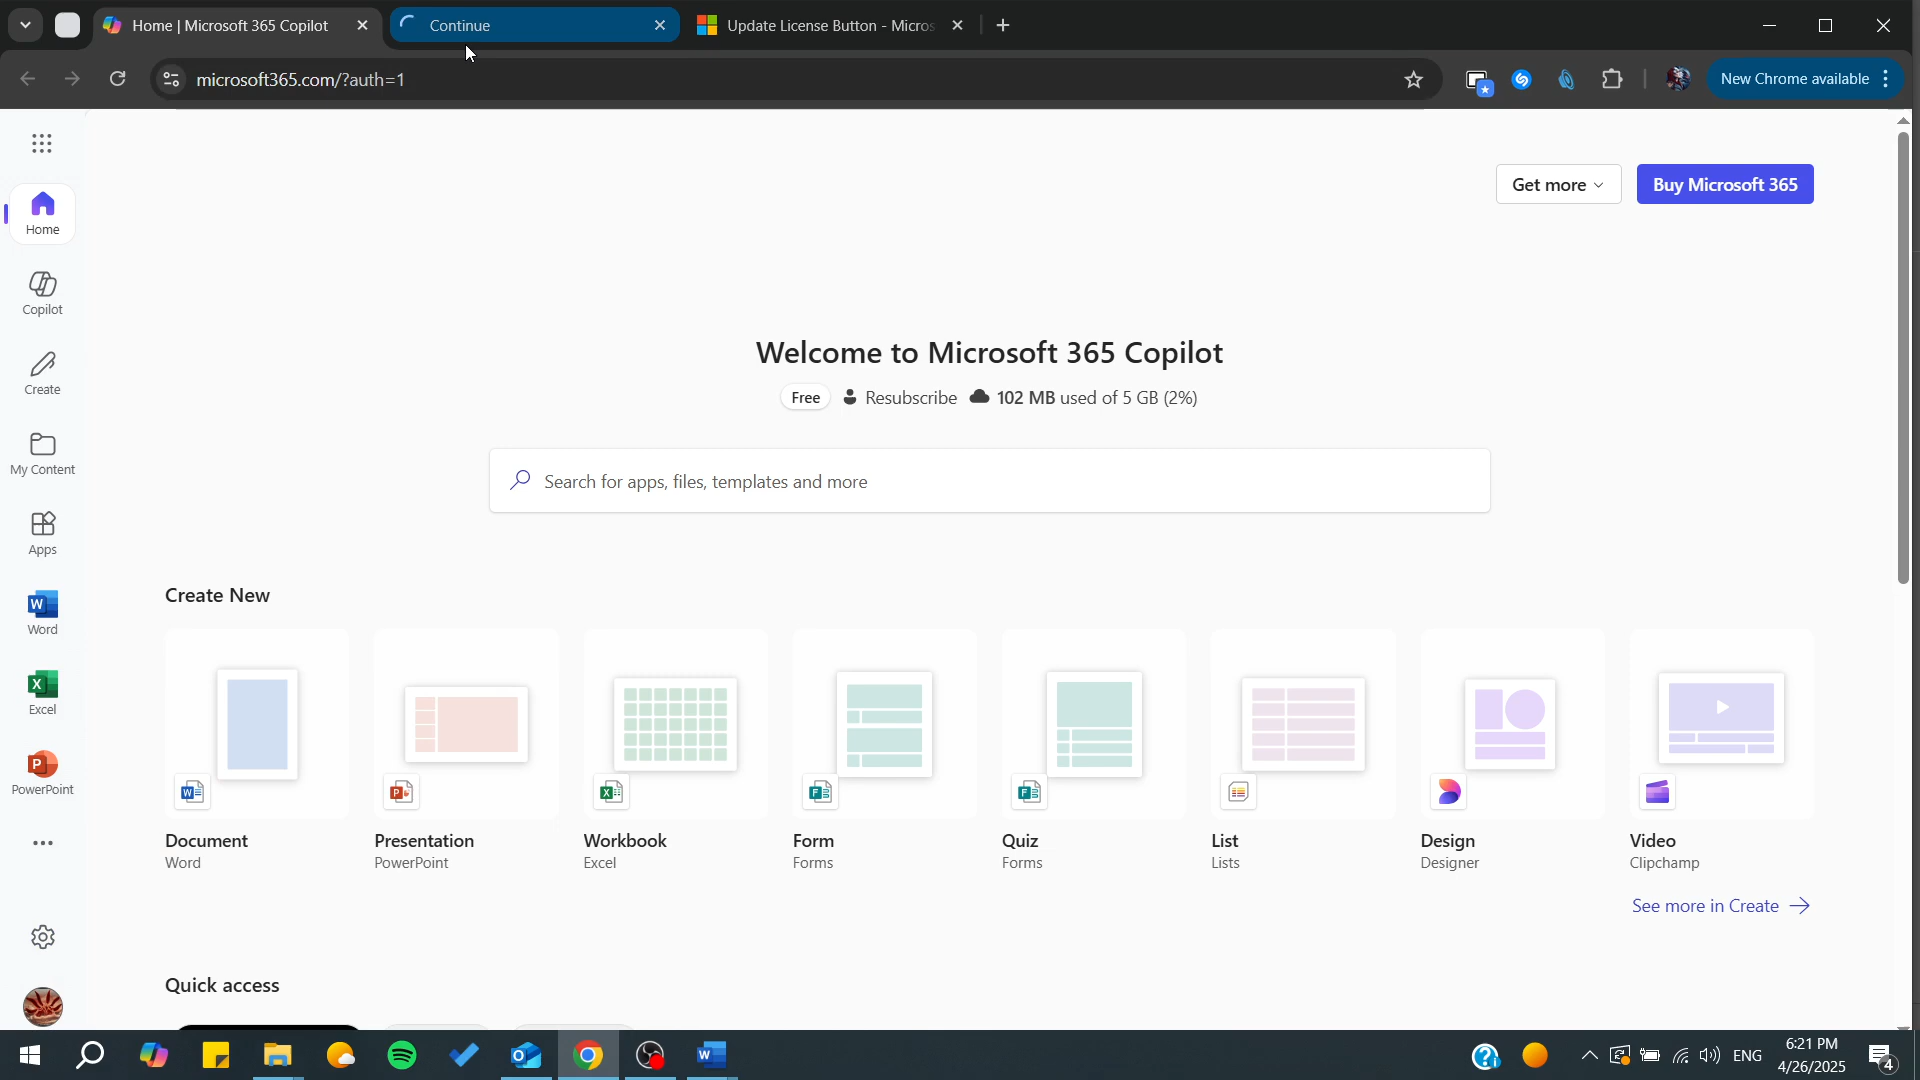 Home | Microsoft 365 Copilot
Continue
Update License Button - Micros
microsoft365.com/?auth=1
New Chrome available
Get more
Buy Microsoft 365
Home
Copilot
Create
My Content
Apps
Word
Excel
PowerPoint
Welcome to Microsoft 365 Copilot
Free Resubscribe 102 MB used of 5 GB (2%)
Search for apps, files, templates and more
Create New
Document
Word
Presentation
PowerPoint
Workbook
Excel
Form
Forms
Quiz
Forms
List
Lists
Design
Designer
Video
Clipchamp
See more in Create
Quick access
ENG
6:21 PM
4/26/2025
4